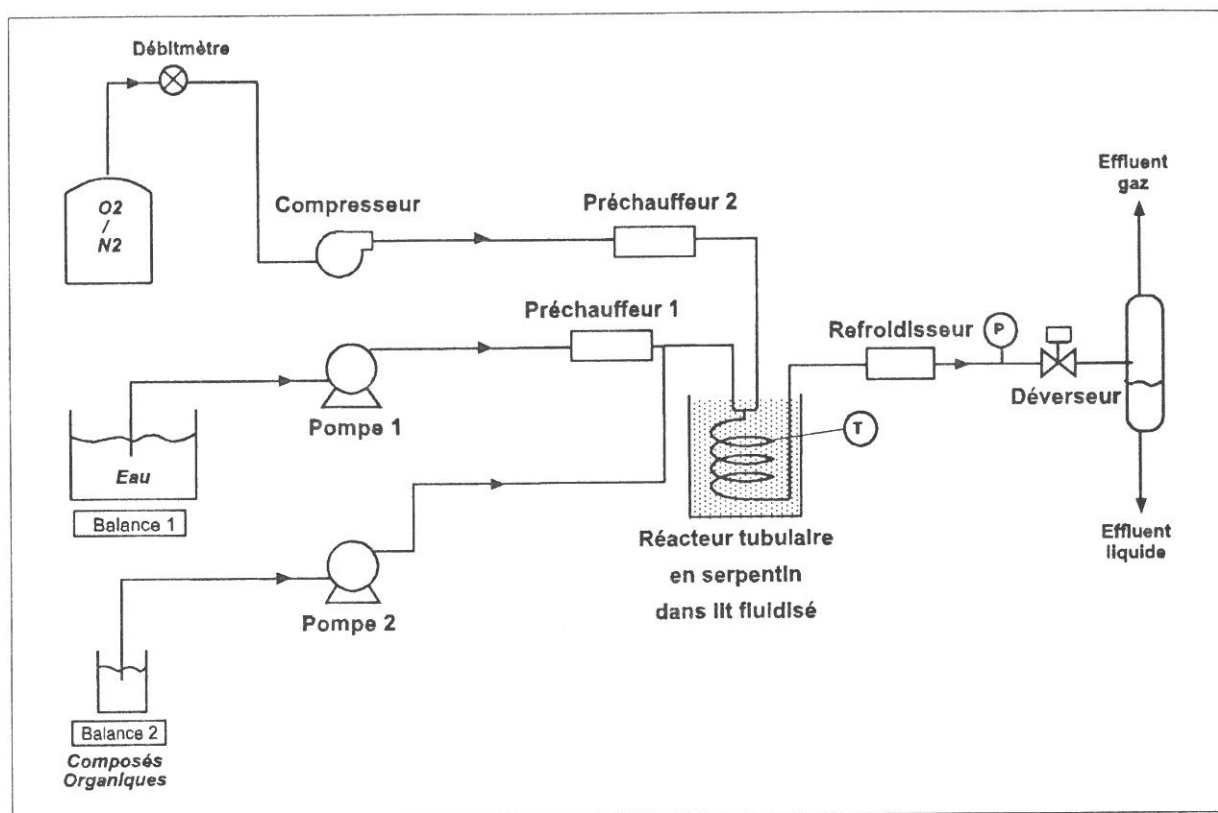 Débitmètre
O2
/
N2
Compresseur
Préchauffeur 2
Effluent
gaz
Préchauffeur 1
Refroidisseur
P
Déverseur
Pompe 1
T
Eau
Balance 1
Réacteur tubulaire
en serpentin
dans lit fluidisé
Effluent
liquide
Pompe 2
Balance 2
Composés
Organiques